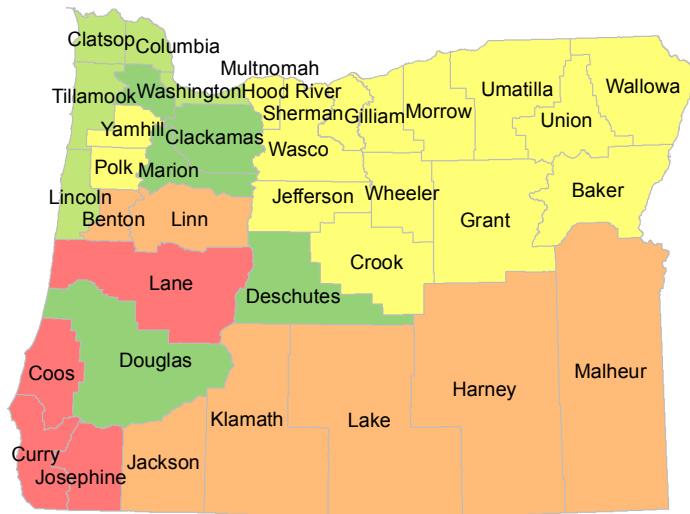 Clatsop
Columbia
Multnomah
Tillamook
Washington
Hood River
Umatilla
Wallowa
Sherman
Gilliam
Morrow
Yamhill
Union
Clackamas
Wasco
Polk
Marion
Lincoln
Jefferson
Wheeler
Baker
Benton
Linn
Grant
Crook
Lane
Deschutes
Douglas
Coos
Malheur
Harney
Klamath
Lake
Curry
Jackson
Josephine